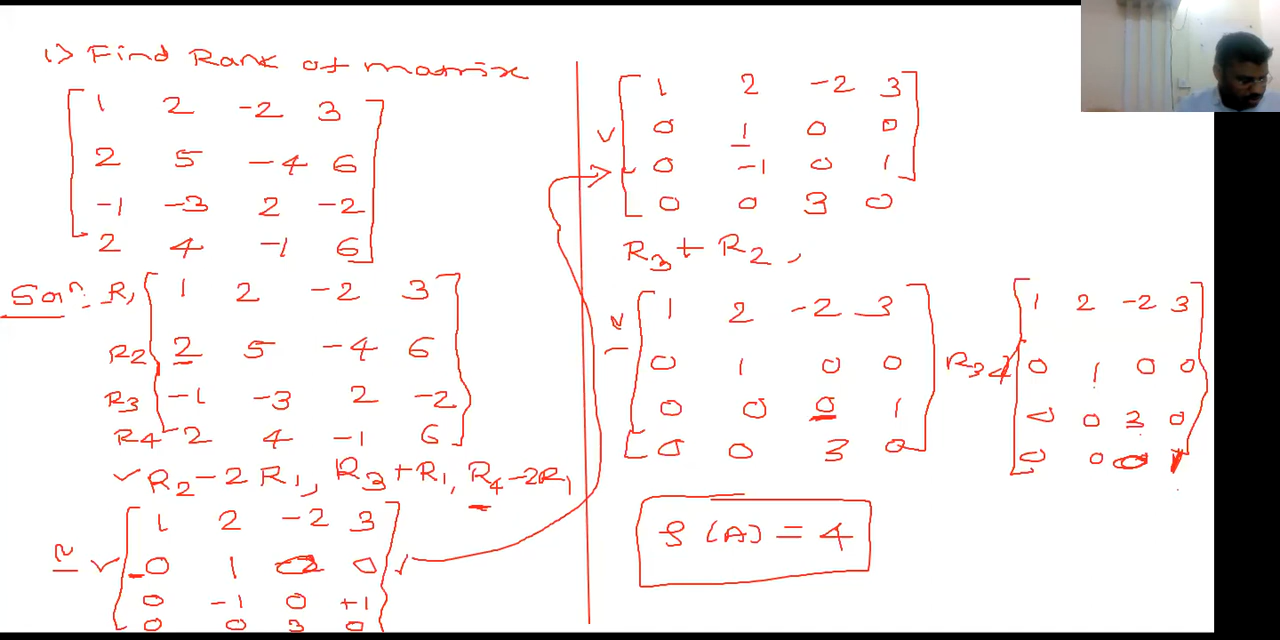 1) Find Rank of matrix
1 2 -2 3
2 5 -4 6
-1 -3 2 -2
2 4 -1 6
Soln: R1 1 2 -2 3
R2 2 5 -4 6
R3 -1 -3 2 -2
R4 2 4 -1 6
R2-2R1, R3+R1, R4-2R1
~ 1 2 -2 3
0 1 0 0
0 -1 0 +1
0 0 3 0
1 2 -2 3
0 1 0 0
0 -1 0 1
0 0 3 0
R3+R2,
~ 1 2 -2 3
0 1 0 0
0 0 0 1
0 0 3 0
R34 1 2 -2 3
0 1 0 0
0 0 3 0
0 0 0 1
ρ(A) = 4